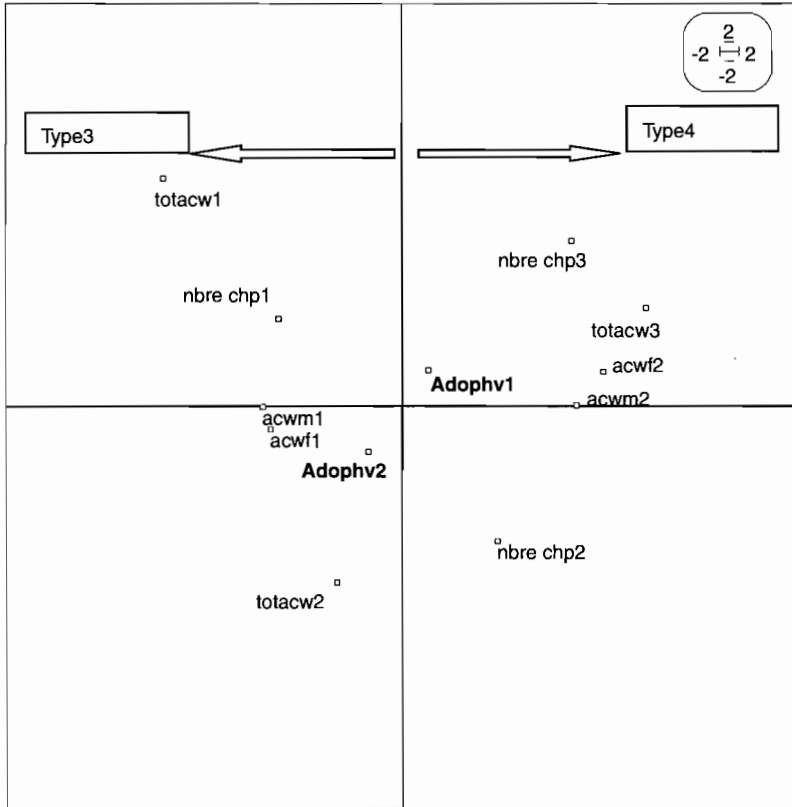 2
-2 2
-2
Type3
Type4
totacw1
nbre chp3
nbre chp1
totacw3
acwf2
Adophv1
acwm2
acwm1
acwf1
Adophv2
nbre chp2
totacw2